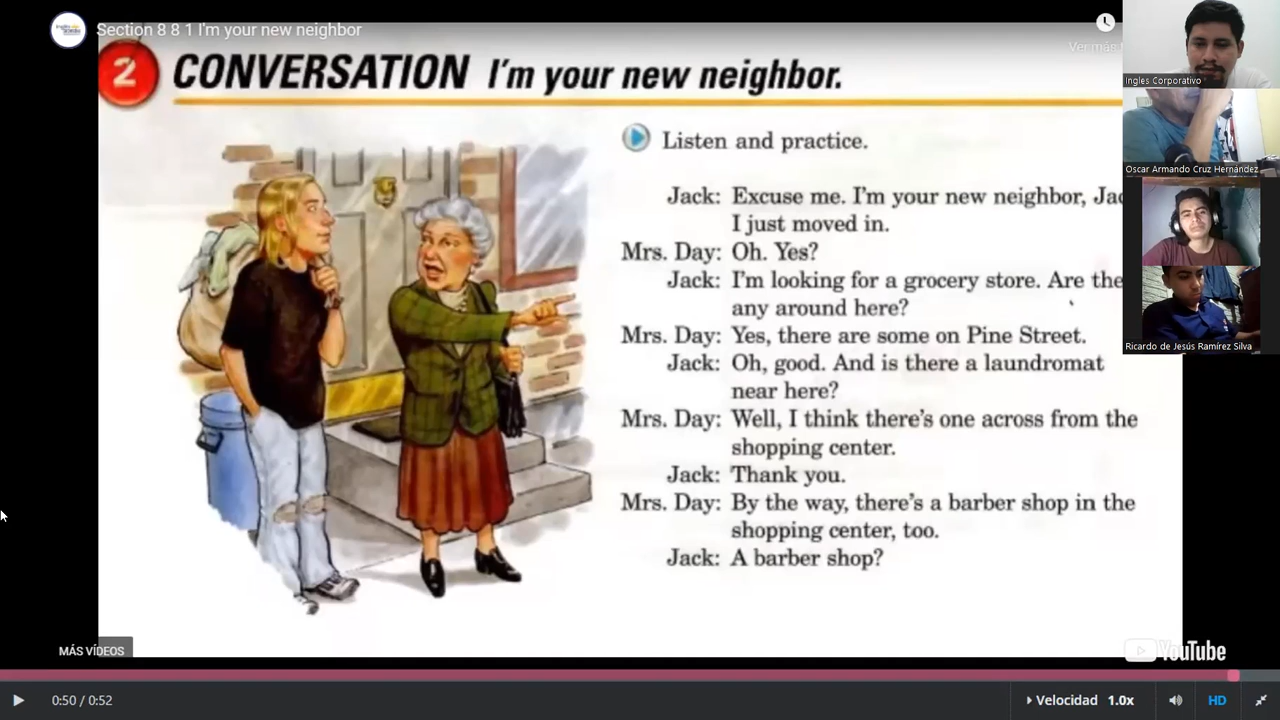 Section 8 8 1 I'm your new neighbor
Ver más
Ingles Corporativo
2 CONVERSATION I'm your new neighbor.
Listen and practice.
Oscar Armando Cruz Hernández
Jack: Excuse me. I'm your new neighbor,
I just moved in.
Mrs. Day: Oh. Yes?
Jack: I'm looking for a grocery store. Are
any around here?
Mrs. Day: Yes, there are some on Pine Street.
Ricardo de Jesús Ramírez Silva
Jack: Oh, good. And is there a laundromat
near here?
Mrs. Day: Well, I think there's one across from the
shopping center.
Jack: Thank you.
Mrs. Day: By the way, there's a barber shop in the
shopping center, too.
Jack: A barber shop?
MÁS VÍDEOS
YouTube
0:50 / 0:52
Velocidad 1.0x
HD